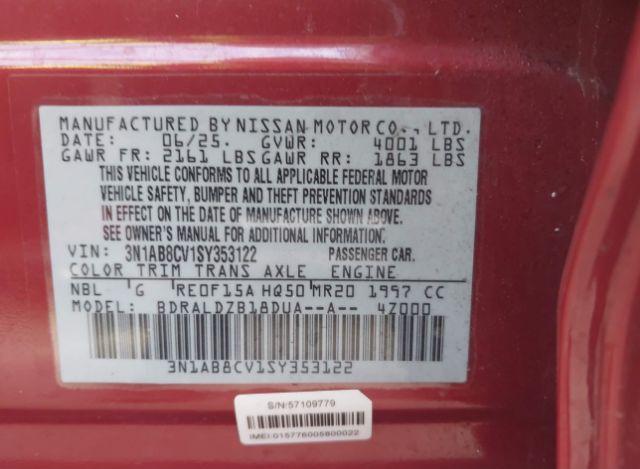 MANUFACTURED BY NISSAN MOTOR CO., LTD.
DATE: 06/25. GVWR: 4001 LBS
GAWR FR: 2161 LBS GAWR RR: 1863 LBS
THIS VEHICLE CONFORMS TO ALL APPLICABLE FEDERAL MOTOR
VEHICLE SAFETY, BUMPER AND THEFT PREVENTION STANDARDS
IN EFFECT ON THE DATE OF MANUFACTURE SHOWN ABOVE.
SEE OWNER'S MANUAL FOR ADDITIONAL INFORMATION.
VIN: 3N1AB8CV1SY353122 PASSENGER CAR.
COLOR TRIM TRANS AXLE ENGINE
NBL G RE0F15A HQ50 MR20 1997 CC
MODEL: BDRALDZB18DUA--A-- 4Z000
3N1AB8CV1SY353122
S/N:57109779
IMEI:015776005800022